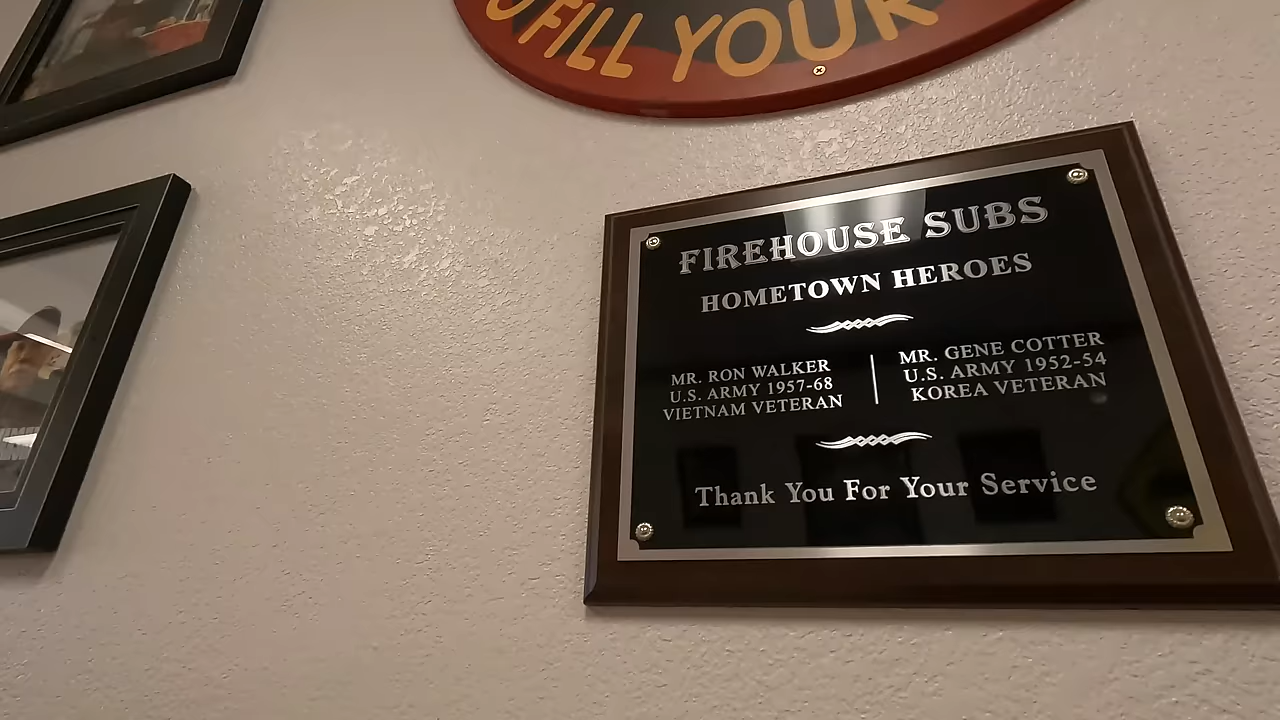 FILL YOUR
FIREHOUSE SUBS
HOMETOWN HEROES
MR. RON WALKER
U.S. ARMY 1957-68
VIETNAM VETERAN
MR. GENE COTTER
U.S. ARMY 1952-54
KOREA VETERAN
Thank You For Your Service